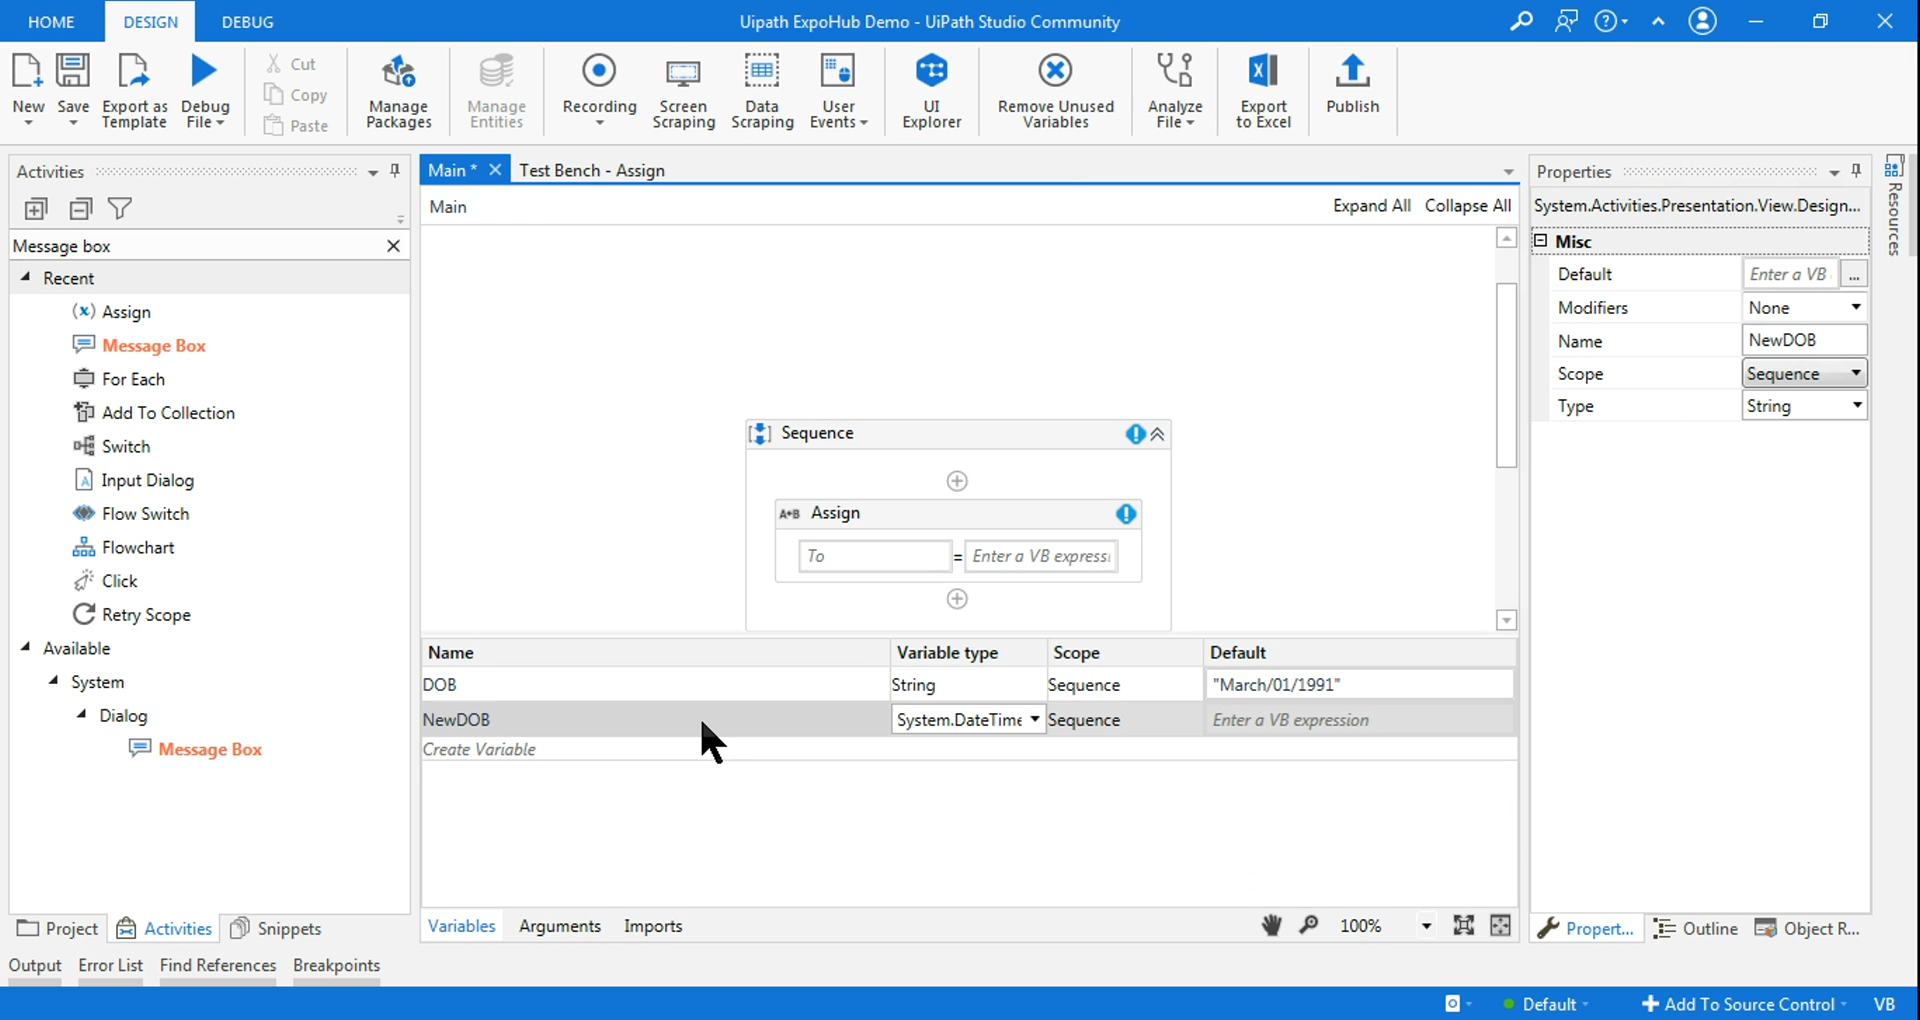 HOME DESIGN DEBUG Uipath ExpoHub Demo - UiPath Studio Community
New Save Export as Template Debug File
Cut
Copy
Paste
Manage Packages Manage Entities Recording Screen Scraping Data Scraping User Events UI Explorer Remove Unused Variables Analyze File Export to Excel Publish
Activities
Message box
Recent
(x) Assign
Message Box
For Each
Add To Collection
Switch
Input Dialog
Flow Switch
Flowchart
Click
Retry Scope
Available
System
Dialog
Message Box
Project Activities Snippets
Main * Test Bench - Assign
Main Expand All Collapse All
Sequence
A+B Assign
To = Enter a VB expressi
Name Variable type Scope Default
DOB String Sequence "March/01/1991"
NewDOB System.DateTime Sequence Enter a VB expression
Create Variable
Variables Arguments Imports 100%
Properties
System.Activities.Presentation.View.Design...
Misc
Default Enter a VB ...
Modifiers None
Name NewDOB
Scope Sequence
Type String
Propert... Outline Object R...
Resources
Output Error List Find References Breakpoints
Default Add To Source Control VB